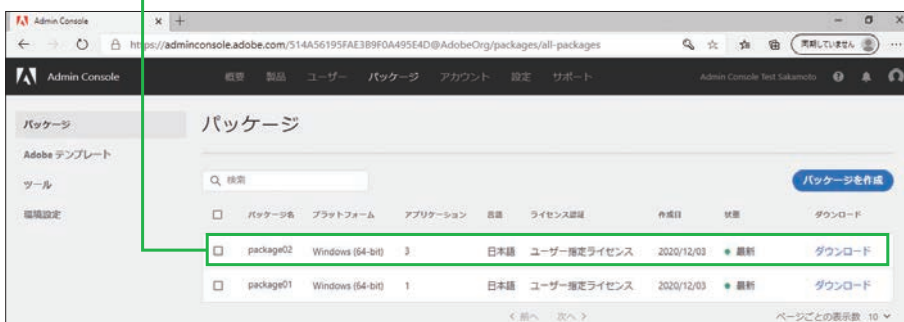 Admin Console
https://adminconsole.adobe.com/514A56195FAE3B9F0A495E4D@AdobeOrg/packages/all-packages
同期していません
Admin Console 概要 製品 ユーザー パッケージ アカウント 設定 サポート Admin Console Test Sakamoto
パッケージ
Adobe テンプレート
ツール
環境設定
パッケージ
検索
パッケージを作成
パッケージ名 プラットフォーム アプリケーション 言語 ライセンス認証 作成日 状態 ダウンロード
package02 Windows (64-bit) 3 日本語 ユーザー指定ライセンス 2020/12/03 最新 ダウンロード
package01 Windows (64-bit) 1 日本語 ユーザー指定ライセンス 2020/12/03 最新 ダウンロード
< 前へ 次へ > ページごとの表示数 10